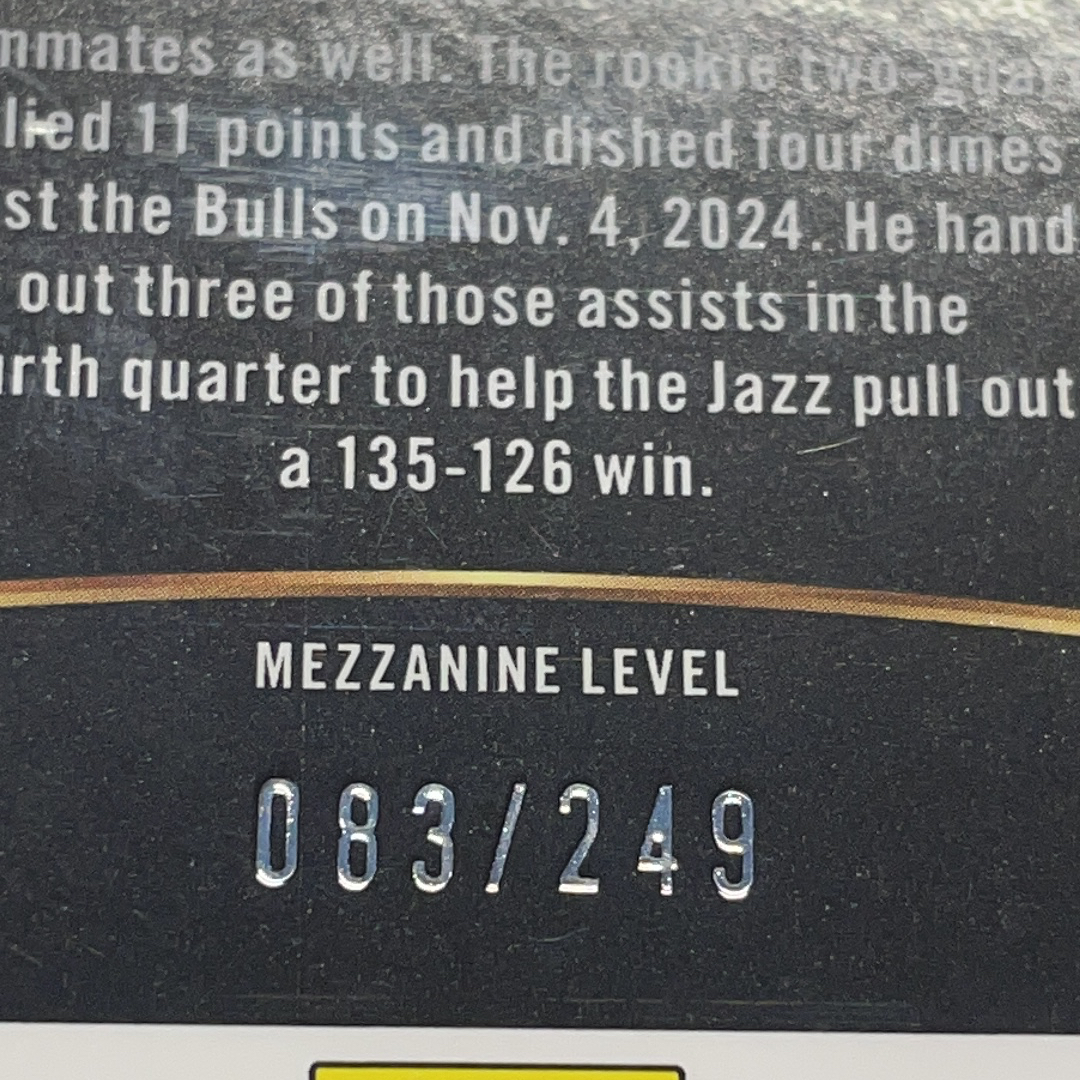 mmates as well. The rookie two-guar
lied 11 points and dished four dimes
st the Bulls on Nov. 4, 2024. He hand
out three of those assists in the
rth quarter to help the Jazz pull out
a 135-126 win.
MEZZANINE LEVEL
083/249